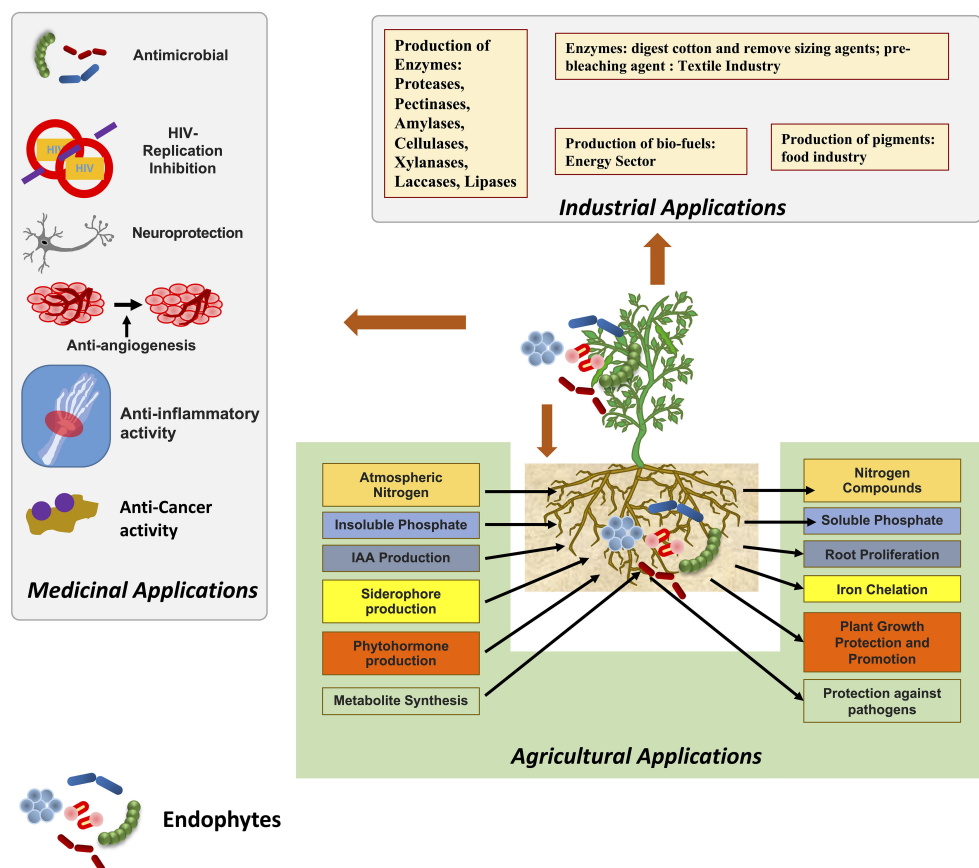 Antimicrobial
HIV-
Replication
Inhibition
HIV
HIV
Neuroprotection
Anti-angiogenesis
Anti-inflammatory
activity
Anti-Cancer
activity
Medicinal Applications
Production of
Enzymes:
Proteases,
Pectinases,
Amylases,
Cellulases,
Xylanases,
Laccases, Lipases
Enzymes: digest cotton and remove sizing agents; pre-
bleaching agent : Textile Industry
Production of bio-fuels:
Energy Sector
Production of pigments:
food industry
Industrial Applications
Atmospheric
Nitrogen
Insoluble Phosphate
IAA Production
Siderophore
production
Phytohormone
production
Metabolite Synthesis
Nitrogen
Compounds
Soluble Phosphate
Root Proliferation
Iron Chelation
Plant Growth
Protection and
Promotion
Protection against
pathogens
Agricultural Applications
Endophytes